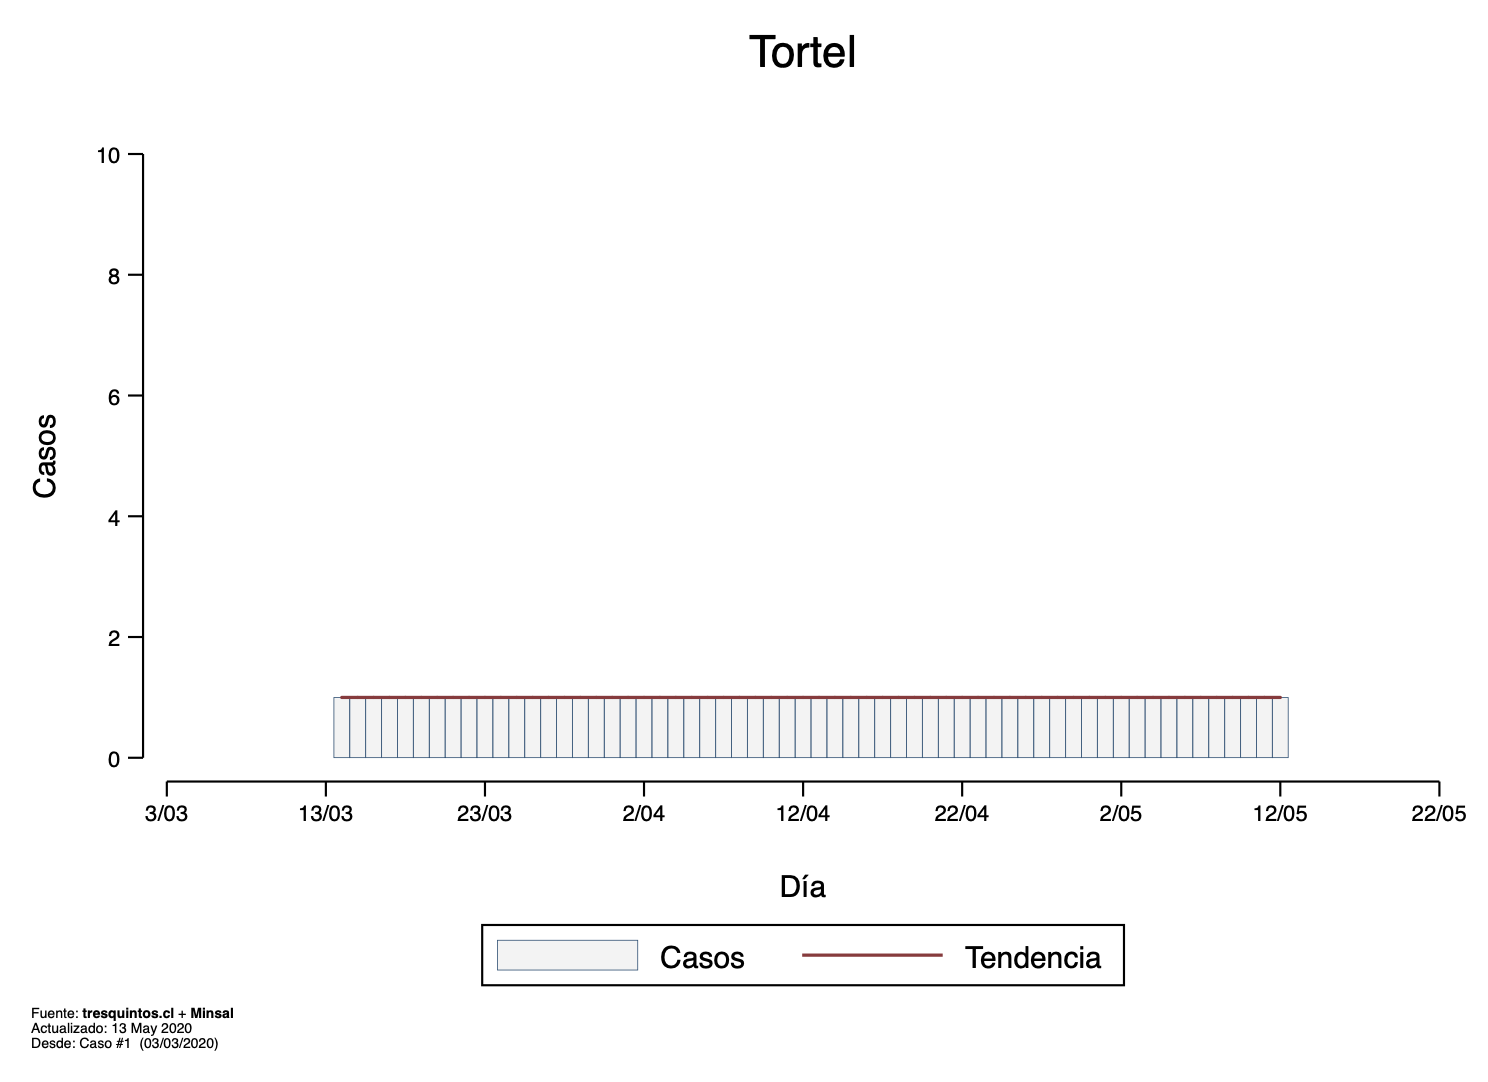 Tortel
10
8
6
4
2
0
Casos
3/03 13/03 23/03 2/04 12/04 22/04 2/05 12/05 22/05
Día
Casos Tendencia
Fuente: tresquintos.cl + Minsal
Actualizado: 13 May 2020
Desde: Caso #1 (03/03/2020)